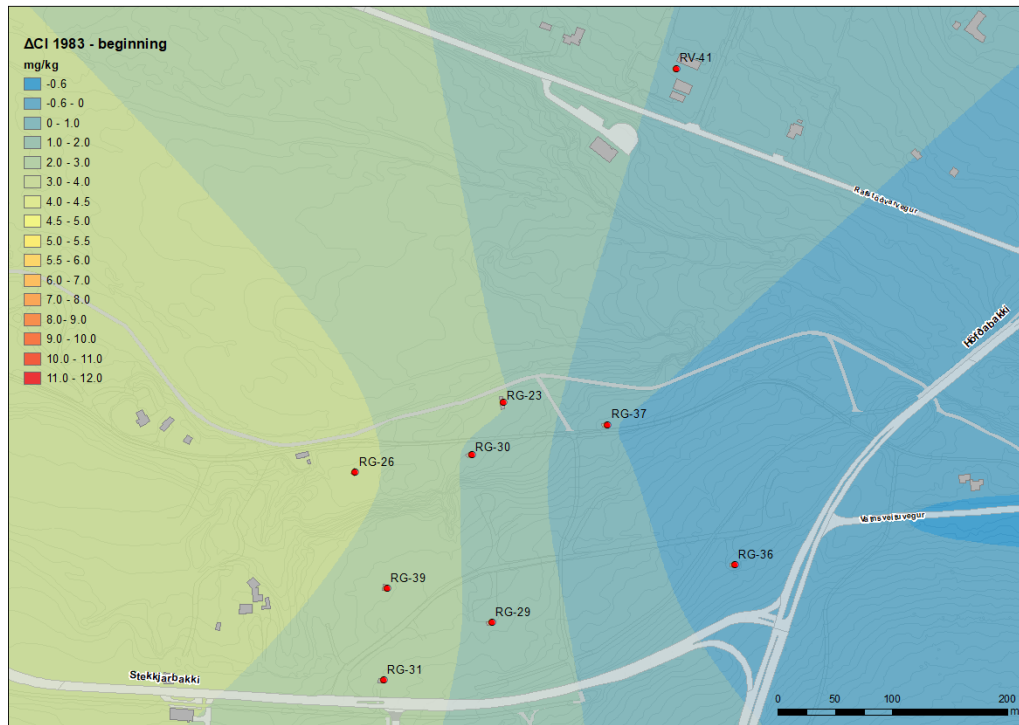 ΔCl 1983 - beginning
mg/kg
-0.6
-0.6 - 0
0 - 1.0
1.0 - 2.0
2.0 - 3.0
3.0 - 4.0
4.0 - 4.5
4.5 - 5.0
5.0 - 5.5
5.5 - 6.0
6.0 - 7.0
7.0 - 8.0
8.0- 9.0
9.0 - 10.0
10.0 - 11.0
11.0 - 12.0
RV-41
Rafstöðvarvegur
Höfðabakki
RG-23
RG-37
RG-30
RG-26
Vatnsveituvegur
RG-36
RG-39
RG-29
RG-31
Stekkjarbakki
0 50 100 200
m